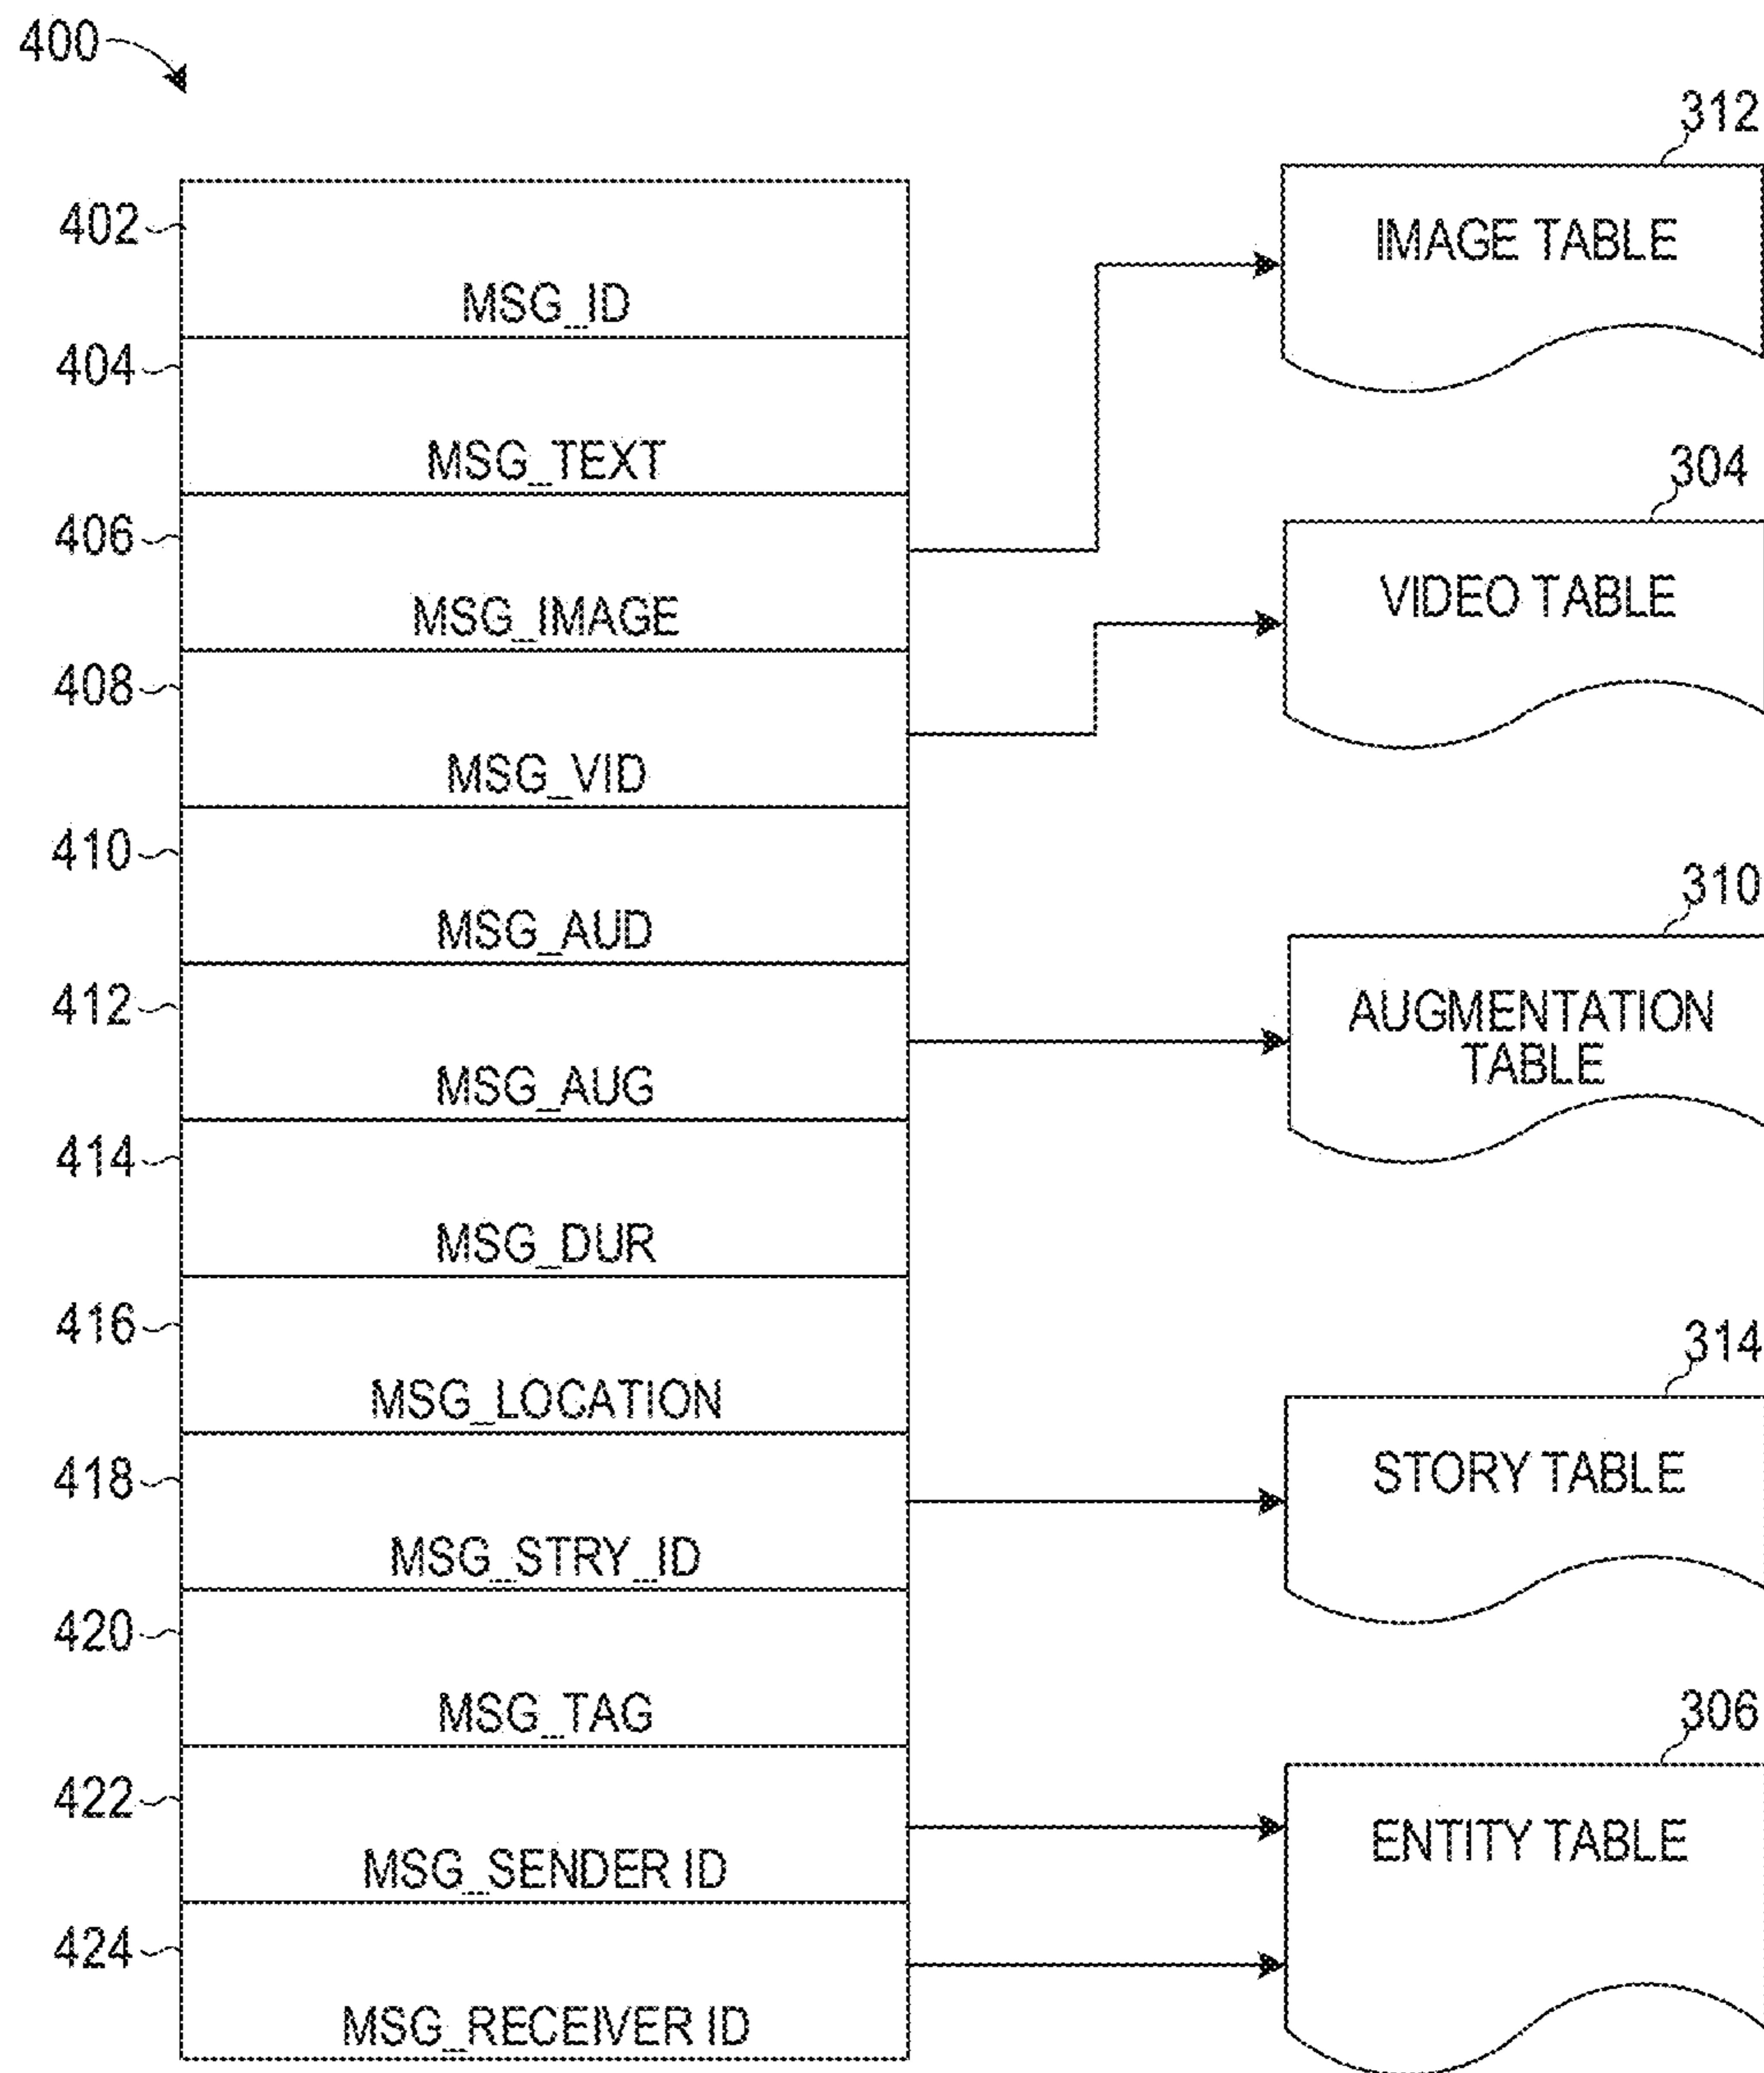 400
402
MSG_ID
404
MSG_TEXT
406
MSG_IMAGE
408
MSG_VID
410
MSG_AUD
412
MSG_AUG
414
MSG_DUR
416
MSG_LOCATION
418
MSG_STRY_ID
420
MSG_TAG
422
MSG_SENDER ID
424
MSG_RECEIVER ID
312
IMAGE TABLE
304
VIDEO TABLE
310
AUGMENTATION
TABLE
314
STORY TABLE
306
ENTITY TABLE